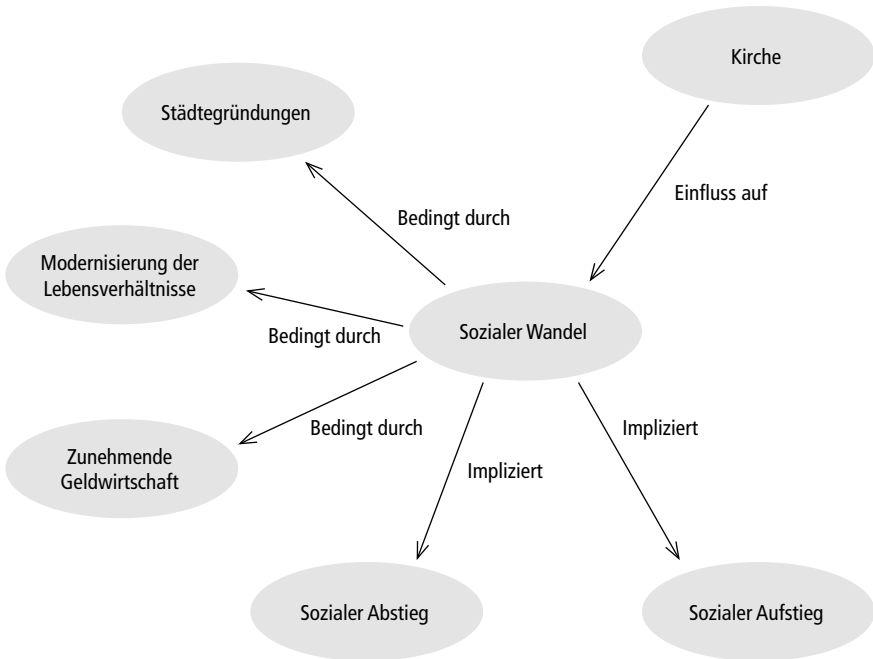 Kirche
Städtegründungen
Einfluss auf
Bedingt durch
Modernisierung der
Lebensverhältnisse
Bedingt durch
Sozialer Wandel
Bedingt durch
Impliziert
Zunehmende
Geldwirtschaft
Impliziert
Sozialer Abstieg
Sozialer Aufstieg